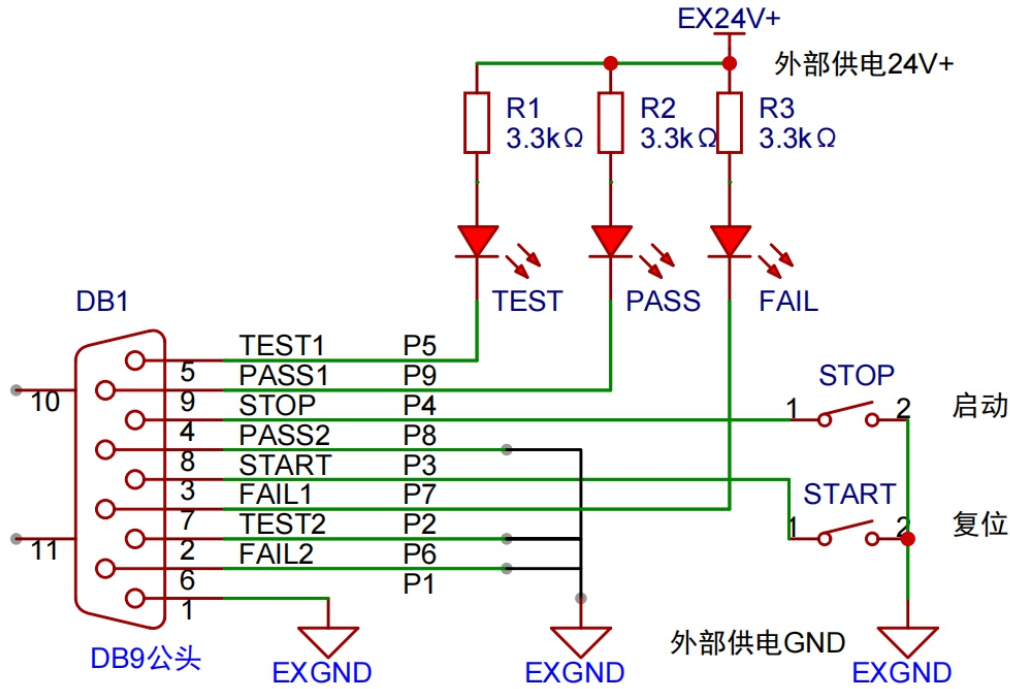 EX24V+
外部供电24V+
R1
3.3kΩ
R2
3.3kΩ
R3
3.3kΩ
TEST
PASS
FAIL
DB1
TEST1 P5
5
PASS1 P9
10
9
STOP P4
4
PASS2 P8
8
START P3
3
FAIL1 P7
7
TEST2 P2
11
2
FAIL2 P6
6
P1
1
STOP
1 2
启动
START
1 2
复位
DB9公头
EXGND
EXGND
外部供电GND
EXGND